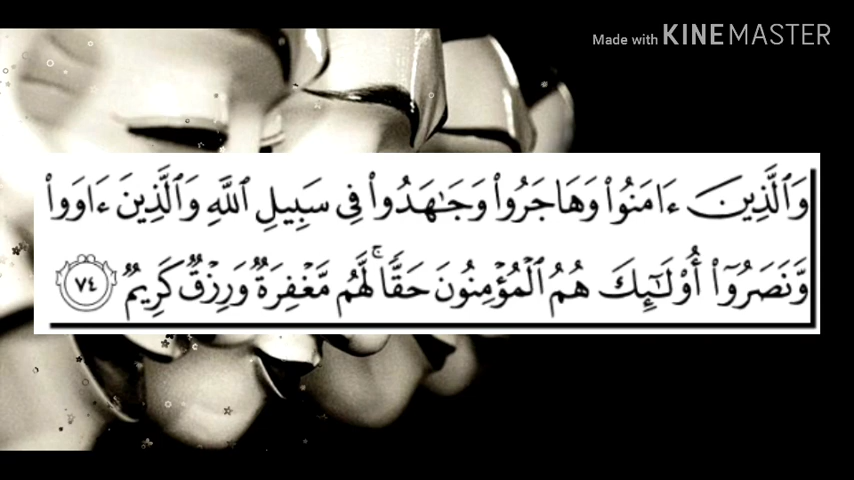 Made with KINEMASTER
وَٱلَّذِينَ ءَامَنُوا۟ وَهَاجَرُوا۟ وَجَـٰهَدُوا۟ فِى سَبِيلِ ٱللَّهِ وَٱلَّذِينَ ءَاوَوا۟
وَّنَصَرُوٓا۟ أُو۟لَـٰٓئِكَ هُمُ ٱلْمُؤْمِنُونَ حَقًّا ۚ لَّهُم مَّغْفِرَةٌ وَرِزْقٌ كَرِيمٌ ٧٤